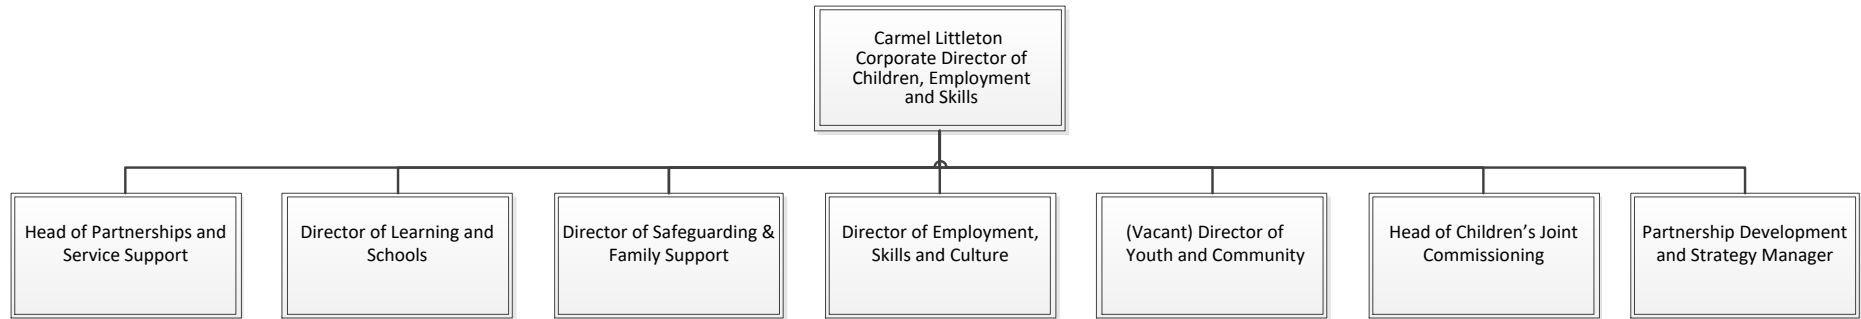 Carmel Littleton
Corporate Director of
Children, Employment
and Skills
Head of Partnerships and
Service Support
Director of Learning and
Schools
Director of Safeguarding &
Family Support
Director of Employment,
Skills and Culture
(Vacant) Director of
Youth and Community
Head of Children’s Joint
Commissioning
Partnership Development
and Strategy Manager